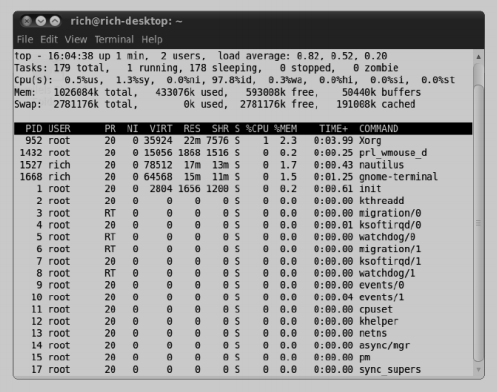 rich@rich-desktop: ~
File Edit View Terminal Help
top - 16:04:38 up 1 min,  2 users,  load average: 0.82, 0.52, 0.20
Tasks: 179 total,   1 running, 178 sleeping,   0 stopped,   0 zombie
Cpu(s):  0.5%us,  1.3%sy,  0.0%ni, 97.8%id,  0.3%wa,  0.0%hi,  0.0%si,  0.0%st
Mem:   1026084k total,   433076k used,   593008k free,    50440k buffers
Swap:  2781176k total,        0k used,  2781176k free,   191008k cached
PID USER      PR  NI  VIRT  RES  SHR S %CPU %MEM    TIME+  COMMAND
952 root      20   0 35924  22m 7576 S    1  2.3   0:03.99 Xorg
1432 root      20   0 15056 1868 1516 S    0  0.2   0:00.25 prl_wmouse_d
1527 rich      20   0 78512  17m  13m S    0  1.7   0:00.43 nautilus
1668 rich      20   0 64568  15m  11m S    0  1.5   0:01.25 gnome-terminal
1 root      20   0  2804 1656 1200 S    0  0.2   0:00.61 init
2 root      20   0     0    0    0 S    0  0.0   0:00.00 kthreadd
3 root      RT   0     0    0    0 S    0  0.0   0:00.00 migration/0
4 root      20   0     0    0    0 S    0  0.0   0:00.01 ksoftirqd/0
5 root      RT   0     0    0    0 S    0  0.0   0:00.00 watchdog/0
6 root      RT   0     0    0    0 S    0  0.0   0:00.00 migration/1
7 root      20   0     0    0    0 S    0  0.0   0:00.00 ksoftirqd/1
8 root      RT   0     0    0    0 S    0  0.0   0:00.00 watchdog/1
9 root      20   0     0    0    0 S    0  0.0   0:00.00 events/0
10 root      20   0     0    0    0 S    0  0.0   0:00.04 events/1
11 root      20   0     0    0    0 S    0  0.0   0:00.00 cpuset
12 root      20   0     0    0    0 S    0  0.0   0:00.00 khelper
13 root      20   0     0    0    0 S    0  0.0   0:00.00 netns
14 root      20   0     0    0    0 S    0  0.0   0:00.00 async/mgr
15 root      20   0     0    0    0 S    0  0.0   0:00.00 pm
17 root      20   0     0    0    0 S    0  0.0   0:00.00 sync_supers